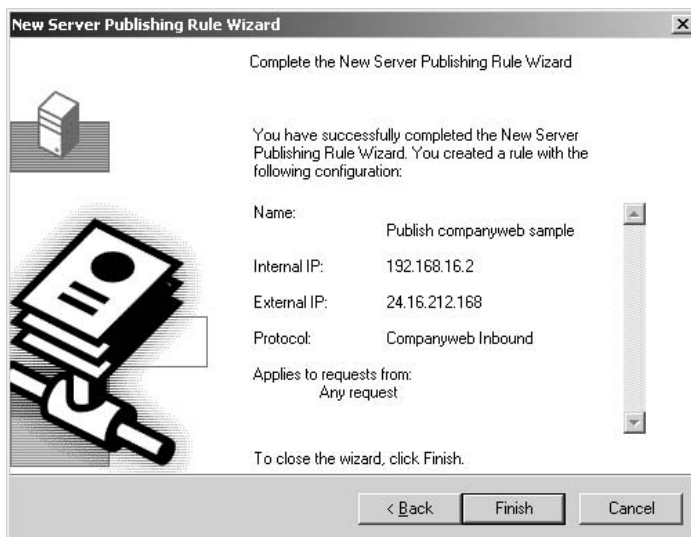 New Server Publishing Rule Wizard
Complete the New Server Publishing Rule Wizard
You have successfully completed the New Server
Publishing Rule Wizard. You created a rule with the
following configuration:
Name:
Publish companyweb sample
Internal IP: 192.168.16.2
External IP: 24.16.212.168
Protocol: Companyweb Inbound
Applies to requests from:
Any request
To close the wizard, click Finish.
< Back Finish Cancel